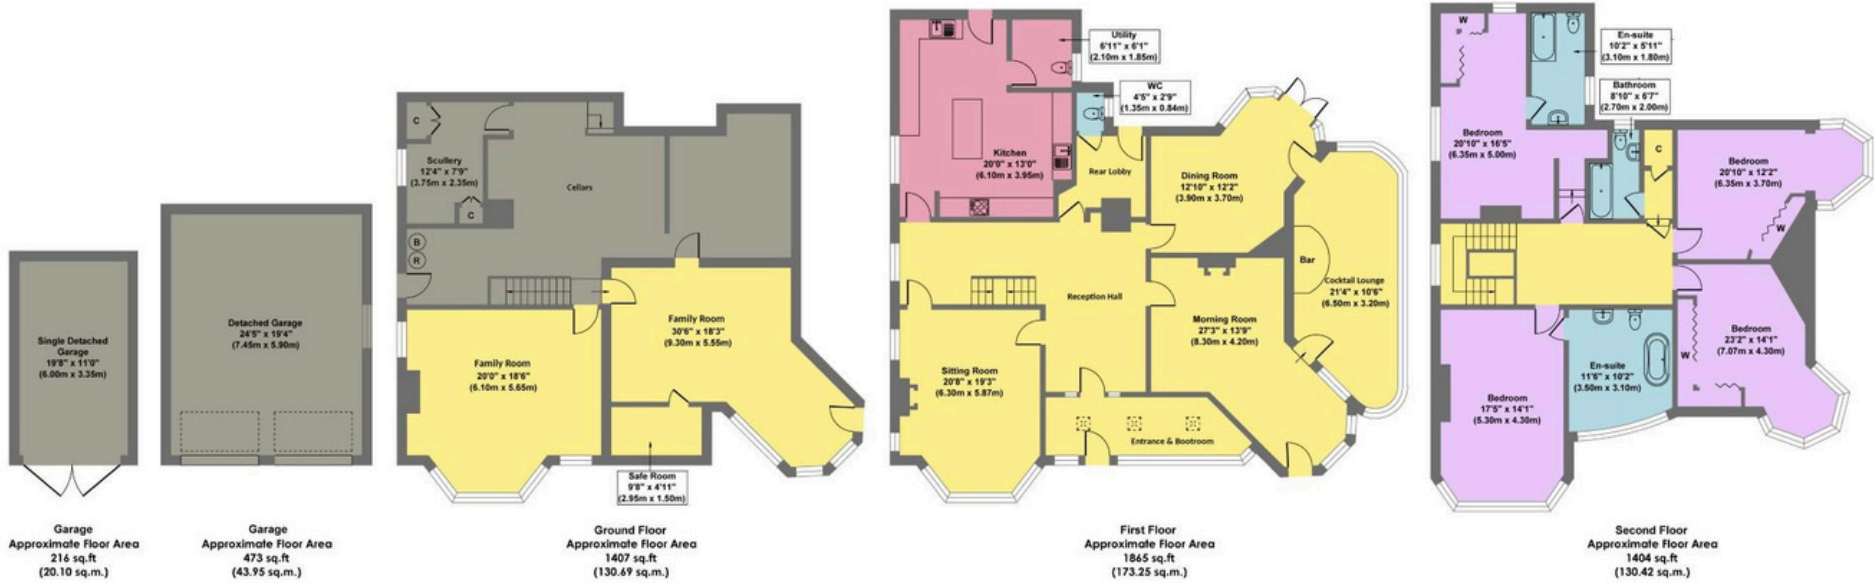 Single Detached
Garage
19'8" x 11'0"
(6.00m x 3.35m)
Garage
Approximate Floor Area
216 sq.ft
(20.10 sq.m.)
Detached Garage
24'5" x 19'4"
(7.45m x 5.90m)
Garage
Approximate Floor Area
473 sq.ft
(43.95 sq.m.)
C
Scullery
12'4" x 7'9"
(3.75m x 2.35m)
C
Cellars
B
R
Family Room
30'6" x 18'3"
(9.30m x 5.55m)
Family Room
20'0" x 18'6"
(6.10m x 5.65m)
Safe Room
9'8" x 4'11"
(2.95m x 1.50m)
Ground Floor
Approximate Floor Area
1407 sq.ft
(130.69 sq.m.)
Utility
6'11" x 6'1"
(2.10m x 1.85m)
WC
4'5" x 2'9"
(1.35m x 0.84m)
Kitchen
20'0" x 13'0"
(6.10m x 3.95m)
Rear Lobby
Dining Room
12'10" x 12'2"
(3.90m x 3.70m)
Bar
Cocktail Lounge
21'4" x 10'6"
(6.50m x 3.20m)
Reception Hall
Morning Room
27'3" x 13'9"
(8.30m x 4.20m)
Sitting Room
20'8" x 19'3"
(6.30m x 5.87m)
Entrance & Bootroom
First Floor
Approximate Floor Area
1865 sq.ft
(173.25 sq.m.)
W
En-suite
10'2" x 5'11"
(3.10m x 1.80m)
Bathroom
8'10" x 6'7"
(2.70m x 2.00m)
Bedroom
20'10" x 16'5"
(6.35m x 5.00m)
C
Bedroom
20'10" x 12'2"
(6.35m x 3.70m)
W
Bedroom
23'2" x 14'1"
(7.07m x 4.30m)
W
En-suite
11'6" x 10'2"
(3.50m x 3.10m)
Bedroom
17'5" x 14'1"
(5.30m x 4.30m)
Second Floor
Approximate Floor Area
1404 sq.ft
(130.42 sq.m.)